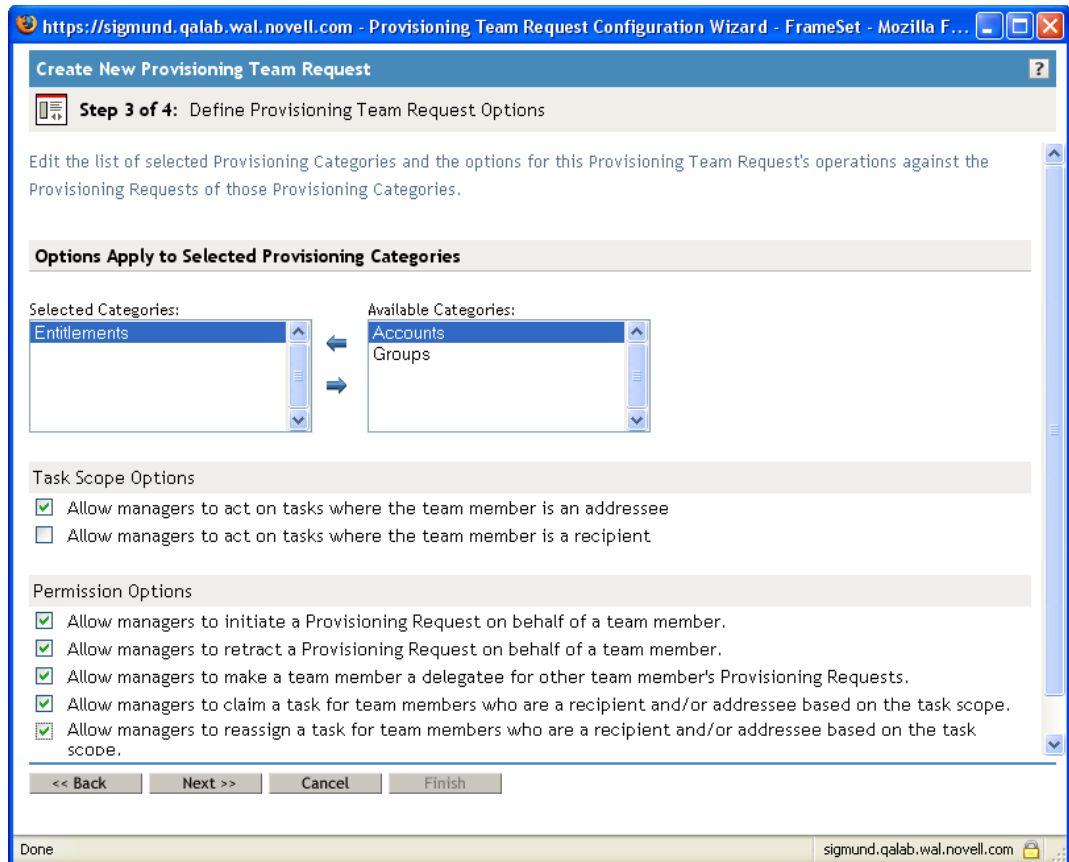 https://sigmund.qalab.wal.novell.com - Provisioning Team Request Configuration Wizard - FrameSet - Mozilla F...
Create New Provisioning Team Request
?
Step 3 of 4: Define Provisioning Team Request Options
Edit the list of selected Provisioning Categories and the options for this Provisioning Team Request's operations against the
Provisioning Requests of those Provisioning Categories.
Options Apply to Selected Provisioning Categories
Selected Categories:
Available Categories:
Entitlements
Accounts
Groups
Task Scope Options
Allow managers to act on tasks where the team member is an addressee
Allow managers to act on tasks where the team member is a recipient
Permission Options
Allow managers to initiate a Provisioning Request on behalf of a team member.
Allow managers to retract a Provisioning Request on behalf of a team member.
Allow managers to make a team member a delegatee for other team member's Provisioning Requests.
Allow managers to claim a task for team members who are a recipient and/or addressee based on the task scope.
Allow managers to reassign a task for team members who are a recipient and/or addressee based on the task
scope.
<< Back
Next >>
Cancel
Finish
Done
sigmund.qalab.wal.novell.com